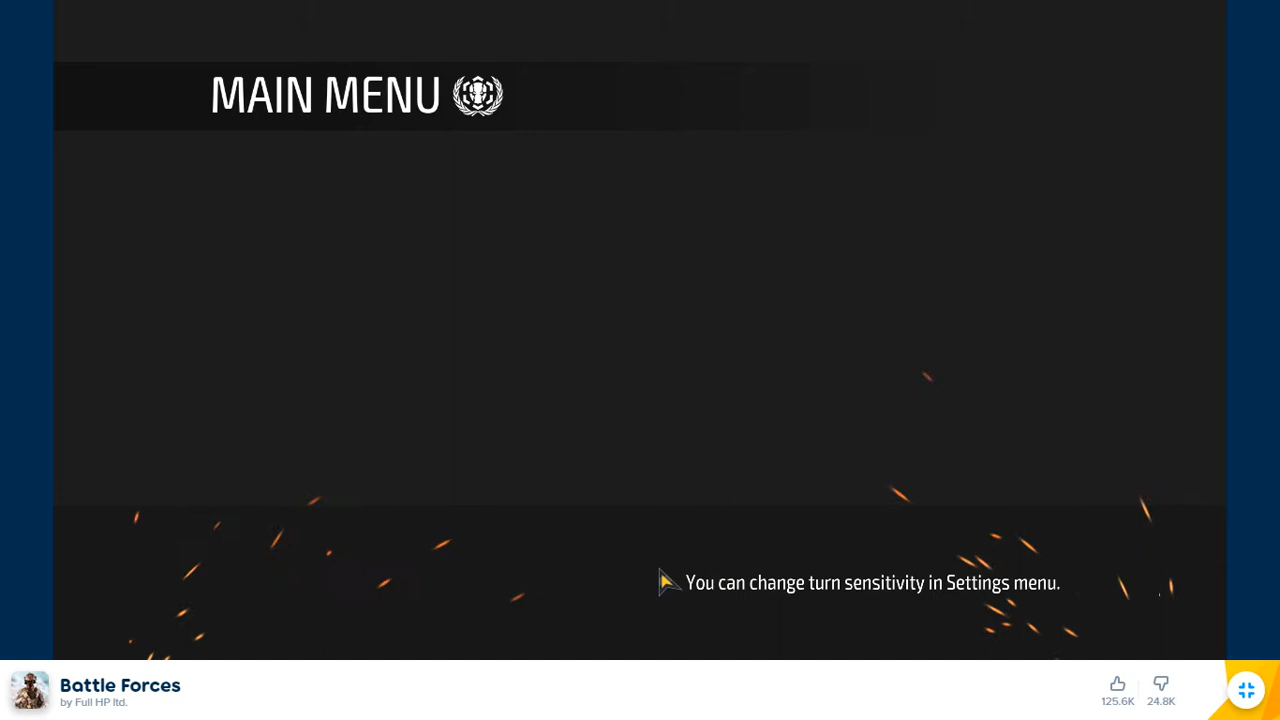 MAIN MENU
You can change turn sensitivity in Settings menu.
Battle Forces
by Full HP ltd.
125.6K
24.8K